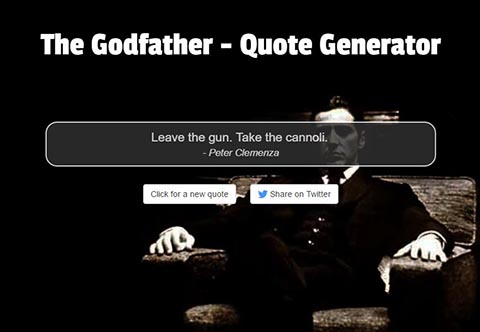 The Godfather - Quote Generator
Leave the gun. Take the cannoli.
- Peter Clemenza
Click for a new quote
Share on Twitter